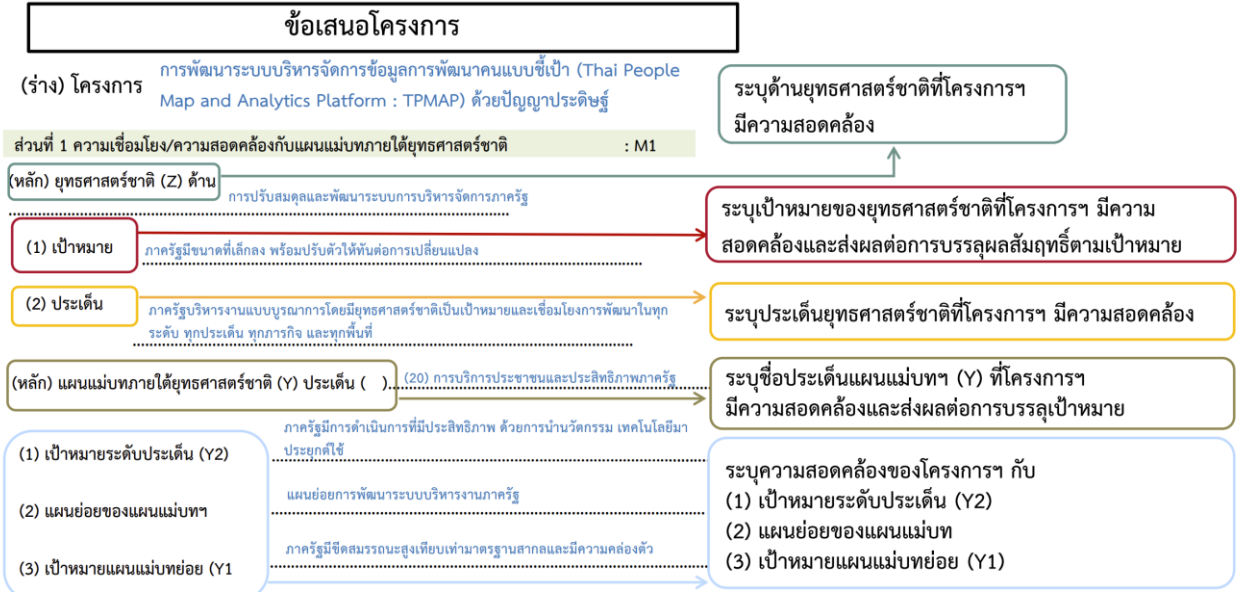 ข้อเสนอโครงการ
(ร่าง) โครงการ
การพัฒนาระบบบริหารจัดการข้อมูลการพัฒนาคนแบบชี้เป้า (Thai People
Map and Analytics Platform : TPMAP) ด้วยปัญญาประดิษฐ์
ระบุด้านยุทธศาสตร์ชาติที่โครงการฯ
มีความสอดคล้อง
ส่วนที่ 1 ความเชื่อมโยง/ความสอดคล้องกับแผนแม่บทภายใต้ยุทธศาสตร์ชาติ : M1
(หลัก) ยุทธศาสตร์ชาติ (Z) ด้าน
การปรับสมดุลและพัฒนาระบบการบริหารจัดการภาครัฐ
(1) เป้าหมาย
ภาครัฐมีขนาดที่เล็กลง พร้อมปรับตัวให้ทันต่อการเปลี่ยนแปลง
ระบุเป้าหมายของยุทธศาสตร์ชาติที่โครงการฯ มีความ
สอดคล้องและส่งผลต่อการบรรลุผลสัมฤทธิ์ตามเป้าหมาย
(2) ประเด็น
ภาครัฐบริหารงานแบบบูรณาการโดยมียุทธศาสตร์ชาติเป็นเป้าหมายและเชื่อมโยงการพัฒนาในทุก
ระดับ ทุกประเด็น ทุกภารกิจ และทุกพื้นที่
ระบุประเด็นยุทธศาสตร์ชาติที่โครงการฯ มีความสอดคล้อง
(หลัก) แผนแม่บทภายใต้ยุทธศาสตร์ชาติ (Y) ประเด็น ( )
(20) การบริการประชาชนและประสิทธิภาพภาครัฐ
ระบุชื่อประเด็นแผนแม่บทฯ (Y) ที่โครงการฯ
มีความสอดคล้องและส่งผลต่อการบรรลุเป้าหมาย
(1) เป้าหมายระดับประเด็น (Y2)
ภาครัฐมีการดำเนินการที่มีประสิทธิภาพ ด้วยการนำนวัตกรรม เทคโนโลยีมา
ประยุกต์ใช้
(2) แผนย่อยของแผนแม่บทฯ
แผนย่อยการพัฒนาระบบบริหารงานภาครัฐ
(3) เป้าหมายแผนแม่บทย่อย (Y1
ภาครัฐมีขีดสมรรถนะสูงเทียบเท่ามาตรฐานสากลและมีความคล่องตัว
ระบุความสอดคล้องของโครงการฯ กับ
(1) เป้าหมายระดับประเด็น (Y2)
(2) แผนย่อยของแผนแม่บท
(3) เป้าหมายแผนแม่บทย่อย (Y1)